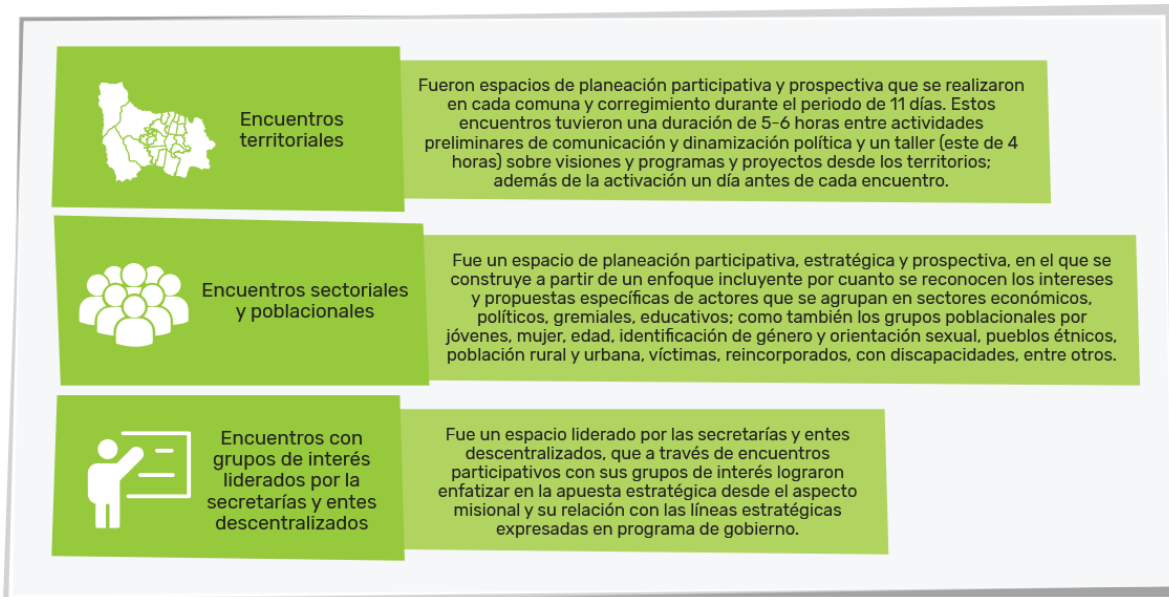 Encuentros
territoriales
Fueron espacios de planeación participativa y prospectiva que se realizaron
en cada comuna y corregimiento durante el periodo de 11 días. Estos
encuentros tuvieron una duración de 5-6 horas entre actividades
preliminares de comunicación y dinamización política y un taller (este de 4
horas) sobre visiones y programas y proyectos desde los territorios;
además de la activación un día antes de cada encuentro.
Encuentros sectoriales
y poblacionales
Fue un espacio de planeación participativa, estratégica y prospectiva, en el que se
construye a partir de un enfoque incluyente por cuanto se reconocen los intereses
y propuestas específicas de actores que se agrupan en sectores económicos,
políticos, gremiales, educativos; como también los grupos poblacionales por
jóvenes, mujer, edad, identificación de género y orientación sexual, pueblos étnicos,
población rural y urbana, víctimas, reincorporados, con discapacidades, entre otros.
Encuentros con
grupos de interés
liderados por la
secretarías y entes
descentralizados
Fue un espacio liderado por las secretarías y entes
descentralizados, que a través de encuentros
participativos con sus grupos de interés lograron
enfatizar en la apuesta estratégica desde el aspecto
misional y su relación con las líneas estratégicas
expresadas en programa de gobierno.